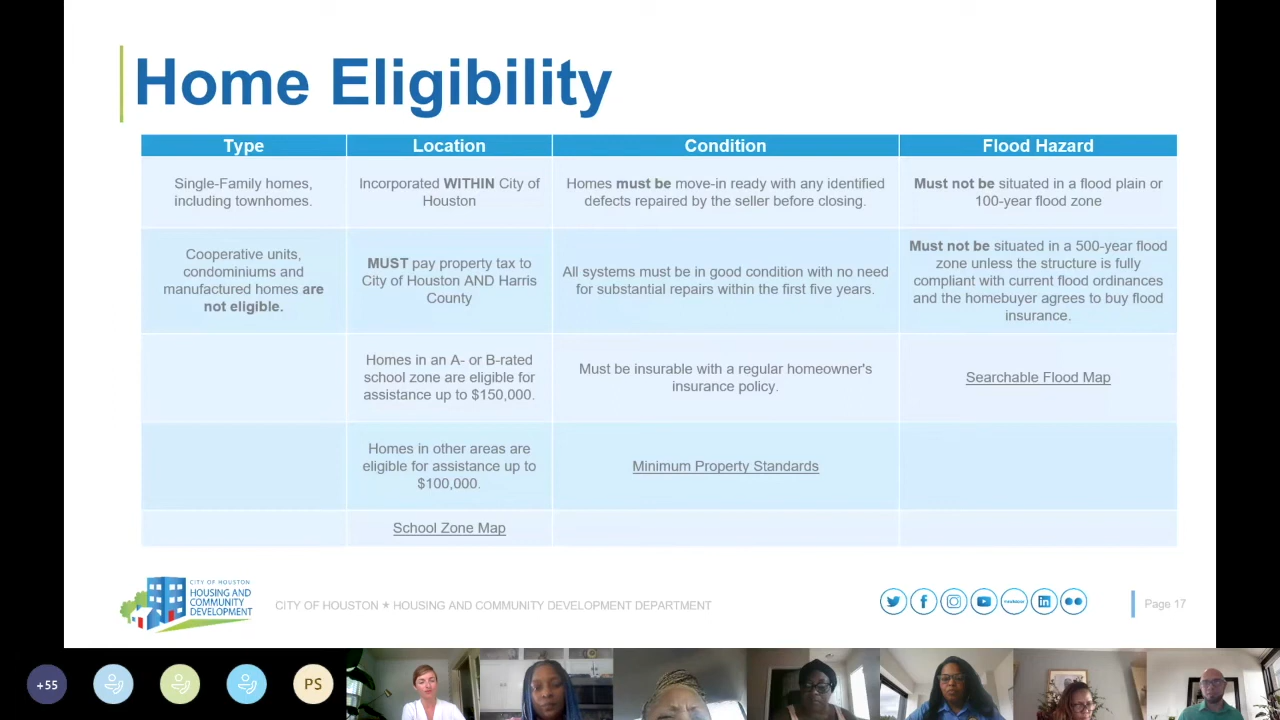 Home Eligibility
Type
Location
Condition
Flood Hazard
Single-Family homes,
including townhomes.
Incorporated WITHIN City of
Houston
Homes must be move-in ready with any identified
defects repaired by the seller before closing.
Must not be situated in a flood plain or
100-year flood zone
Cooperative units,
condominiums and
manufactured homes are
not eligible.
MUST pay property tax to
City of Houston AND Harris
County
All systems must be in good condition with no need
for substantial repairs within the first five years.
Must not be situated in a 500-year flood
zone unless the structure is fully
compliant with current flood ordinances
and the homebuyer agrees to buy flood
insurance.
Homes in an A- or B-rated
school zone are eligible for
assistance up to $150,000.
Must be insurable with a regular homeowner's
insurance policy.
Searchable Flood Map
Homes in other areas are
eligible for assistance up to
$100,000.
Minimum Property Standards
School Zone Map
CITY OF HOUSTON
HOUSING AND
COMMUNITY
DEVELOPMENT
CITY OF HOUSTON ★ HOUSING AND COMMUNITY DEVELOPMENT DEPARTMENT
Page 17
+55
PS